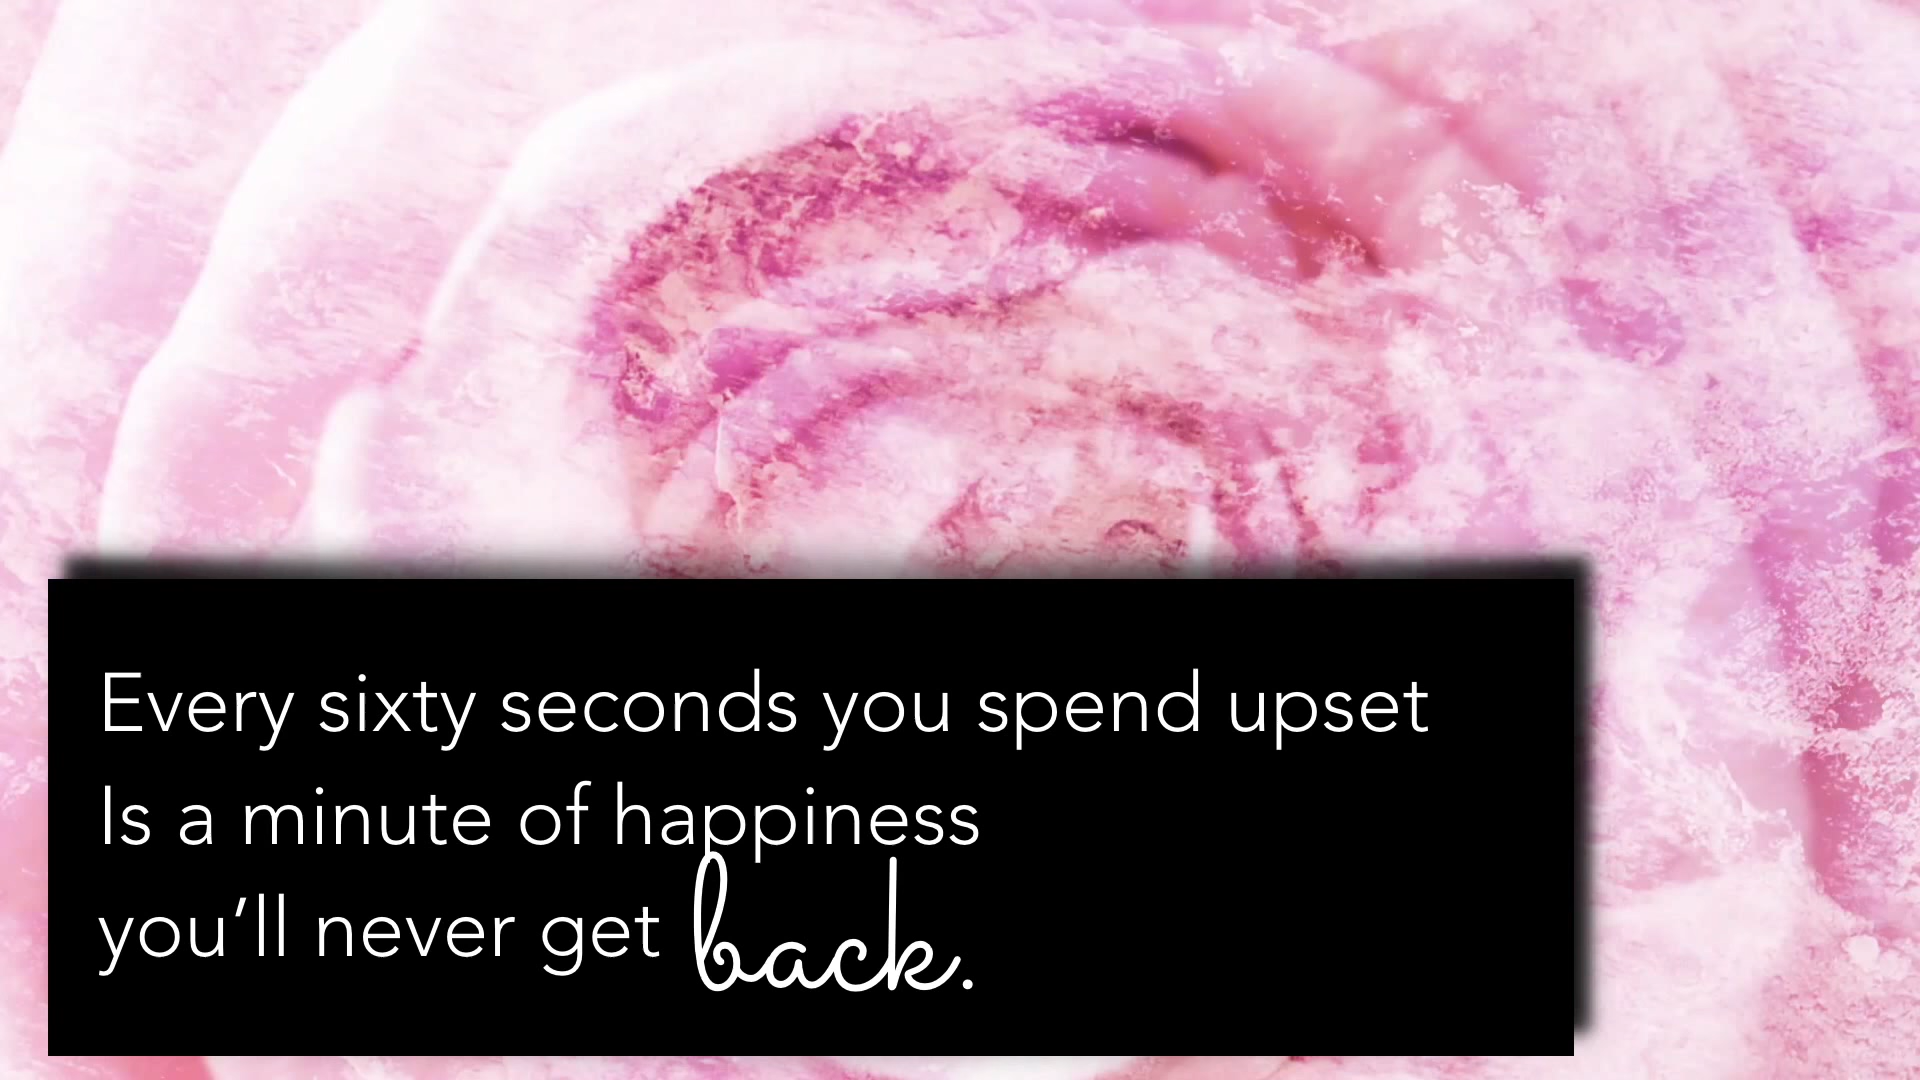 Every sixty seconds you spend upset
Is a minute of happiness
you’ll never get back.